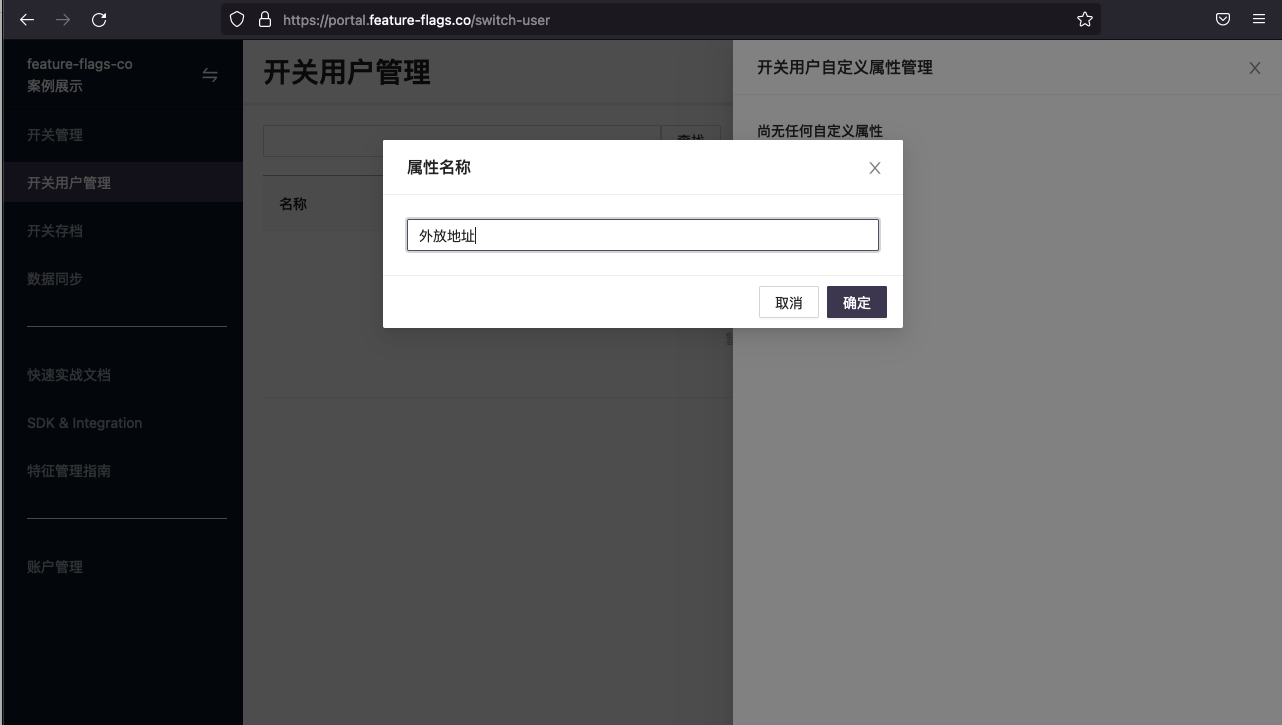 https://portal.feature-flags.co/switch-user
feature-flags-co
案例展示
开关管理
开关用户管理
开关存档
数据同步
快速实战文档
SDK & Integration
特征管理指南
账户管理
开关用户管理
查找
名称
开关用户自定义属性管理
尚无任何自定义属性
属性名称
外放地址
取消
确定